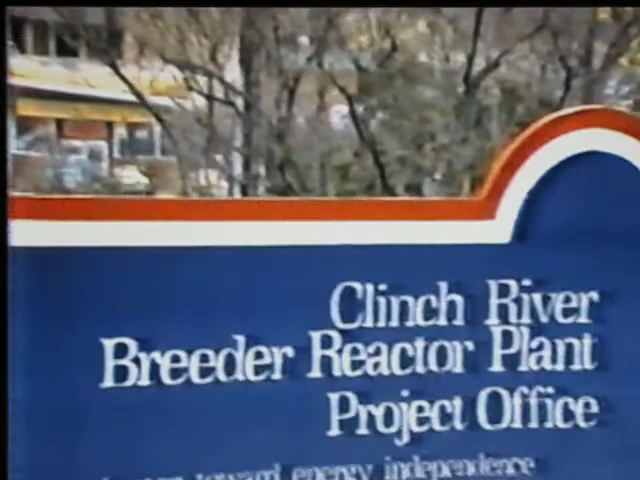 Clinch River
Breeder Reactor Plant
Project Office
toward energy independence